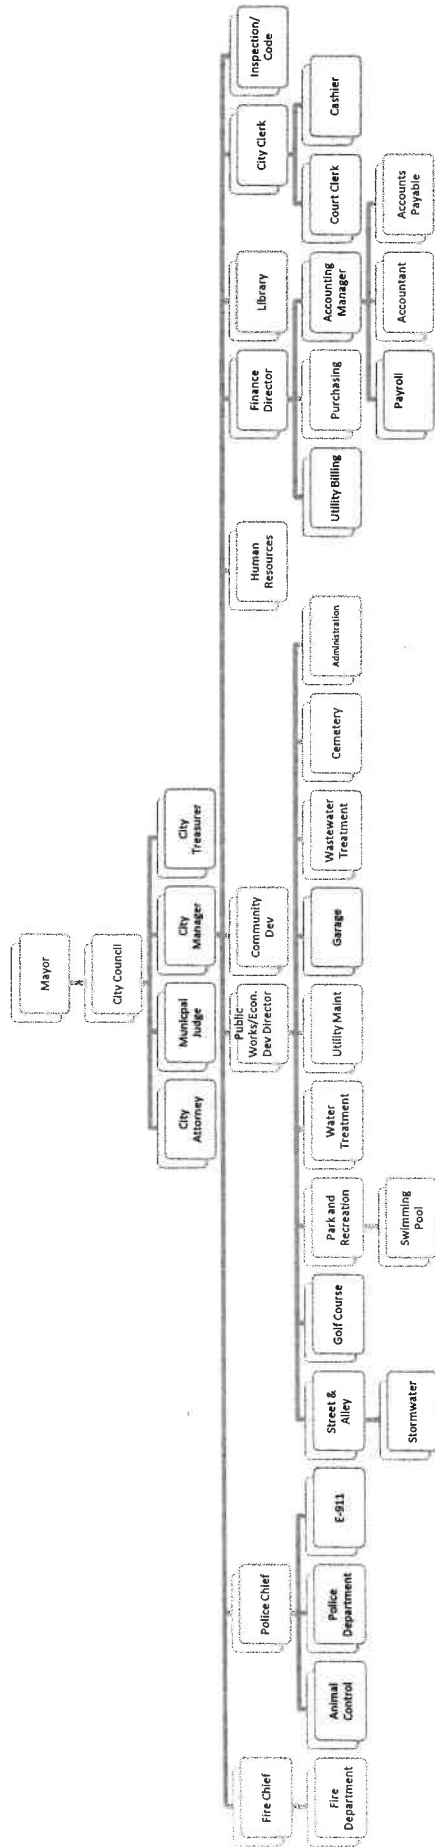 Mayor
City Council
City
Attorney
Municpal
Judge
City
Manager
City
Treasurer
Fire Chief
Police Chief
Public
Works/Econ.
Dev Director
Community
Dev
Human
Resources
Finance
Director
Library
City Clerk
Inspection/
Code
Fire
Department
Animal
Control
Police
Department
E-911
Street &
Alley
Golf Course
Park and
Recreation
Water
Treatment
Utility Maint
Garage
Wastewater
Treatment
Cemetery
Administration
Utility Billing
Purchasing
Accounting
Manager
Court Clerk
Cashier
Stormwater
Swimming
Pool
Payroll
Accountant
Accounts
Payable